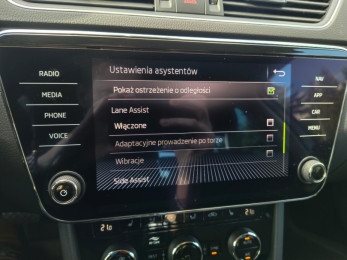 Ustawienia asystentów
RADIO
Pokaż ostrzeżenie o odległości
NAV
MEDIA
Lane Assist
APP
PHONE
Włączone
CAR
VOICE
Adaptacyjne prowadzenie po torze
MENU
Wibracje
Side Assist